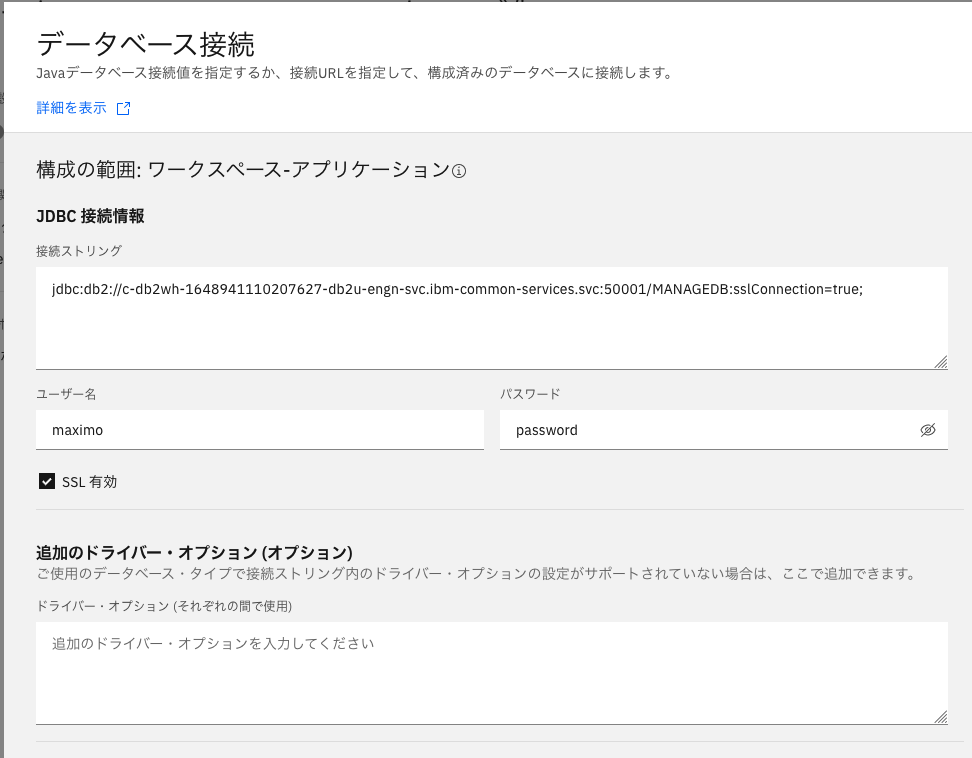 データベース接続
Javaデータベース接続値を指定するか、接続URLを指定して、構成済みのデータベースに接続します。
詳細を表示
構成の範囲: ワークスペース-アプリケーション
JDBC 接続情報
接続ストリング
jdbc:db2://c-db2wh-1648941110207627-db2u-engn-svc.ibm-common-services.svc:50001/MANAGEDB:sslConnection=true;
ユーザー名
パスワード
maximo
password
SSL 有効
追加のドライバー・オプション (オプション)
ご使用のデータベース・タイプで接続ストリング内のドライバー・オプションの設定がサポートされていない場合は、ここで追加できます。
ドライバー・オプション (それぞれの間で使用)
追加のドライバー・オプションを入力してください